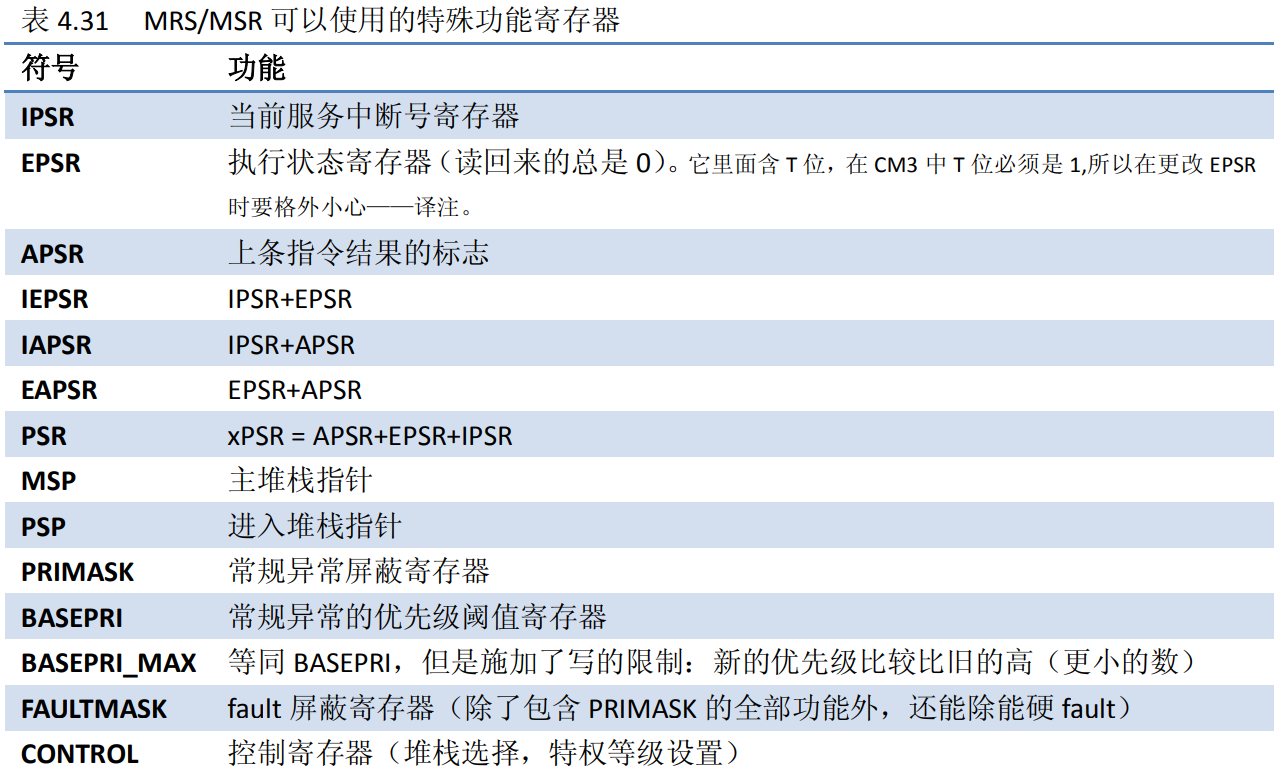 表 4.31 MRS/MSR 可以使用的特殊功能寄存器
符号 功能
IPSR 当前服务中断号寄存器
EPSR 执行状态寄存器（读回来的总是 0）。它里面含 T 位，在 CM3 中 T 位必须是 1,所以在更改 EPSR
时要格外小心——译注。
APSR 上条指令结果的标志
IEPSR IPSR+EPSR
IAPSR IPSR+APSR
EAPSR EPSR+APSR
PSR xPSR = APSR+EPSR+IPSR
MSP 主堆栈指针
PSP 进入堆栈指针
PRIMASK 常规异常屏蔽寄存器
BASEPRI 常规异常的优先级阈值寄存器
BASEPRI_MAX 等同 BASEPRI，但是施加了写的限制：新的优先级比较比旧的高（更小的数）
FAULTMASK fault 屏蔽寄存器（除了包含 PRIMASK 的全部功能外，还能除能硬 fault）
CONTROL 控制寄存器（堆栈选择，特权等级设置）